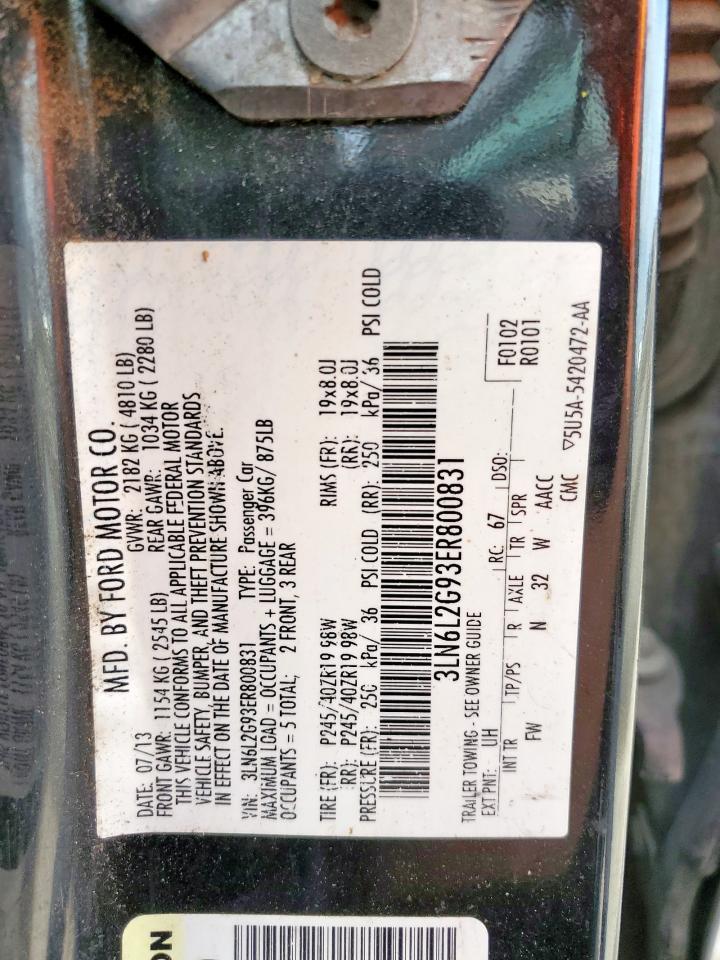 MFD. BY FORD MOTOR CO.
DATE: 07/13 GVWR: 2182 KG ( 4810 LB)
FRONT GAWR: 1154 KG ( 2545 LB) REAR GAWR: 1034 KG ( 2280 LB)
THIS VEHICLE CONFORMS TO ALL APPLICABLE FEDERAL MOTOR
VEHICLE SAFETY, BUMPER, AND THEFT PREVENTION STANDARDS
IN EFFECT ON THE DATE OF MANUFACTURE SHOWN ABOVE.
VIN: 3LN6L2G93ER800831 TYPE: Passenger Car
MAXIMUM LOAD = OCCUPANTS + LUGGAGE = 396KG/ 875LB
OCCUPANTS = 5 TOTAL; 2 FRONT, 3 REAR
TIRE (FR): P245/40ZR19 98W RIMS (FR): 19x8.0J
(RR): P245/40ZR19 98W (RR): 19x8.0J
PRESSURE (FR): 250 kPa/ 36 PSI COLD (RR): 250 kPa/ 36 PSI COLD
3LN6L2G93ER800831
TRAILER TOWING - SEE OWNER GUIDE
EXT PNT: UH RC: 67 DSO:
F0102
R0101
INT TR TP/PS R AXLE TR SPR
FW N 32 W AACC
CMC ▽5U5A-5420472-AA
ON